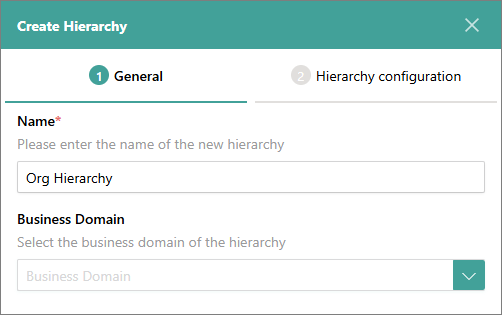 Create Hierarchy
1 General
2 Hierarchy configuration
Name*
Please enter the name of the new hierarchy
Org Hierarchy
Business Domain
Select the business domain of the hierarchy
Business Domain